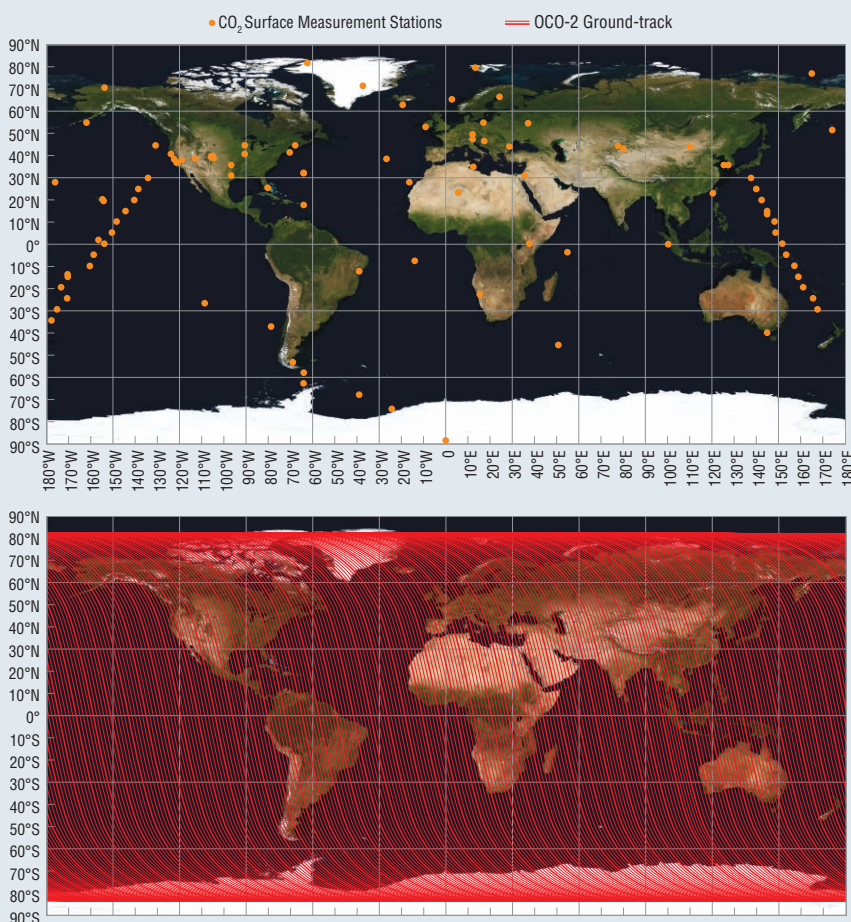 CO2 Surface Measurement Stations OCO-2 Ground-track
90°N
80°N
70°N
60°N
50°N
40°N
30°N
20°N
10°N
0°
10°S
20°S
30°S
40°S
50°S
60°S
70°S
80°S
90°S
180°W 170°W 160°W 150°W 140°W 130°W 120°W 110°W 100°W 90°W 80°W 70°W 60°W 50°W 40°W 30°W 20°W 10°W 0 10°E 20°E 30°E 40°E 50°E 60°E 70°E 80°E 90°E 100°E 110°E 120°E 130°E 140°E 150°E 160°E 170°E 180°E
90°N
80°N
70°N
60°N
50°N
40°N
30°N
20°N
10°N
0°
10°S
20°S
30°S
40°S
50°S
60°S
70°S
80°S
90°S